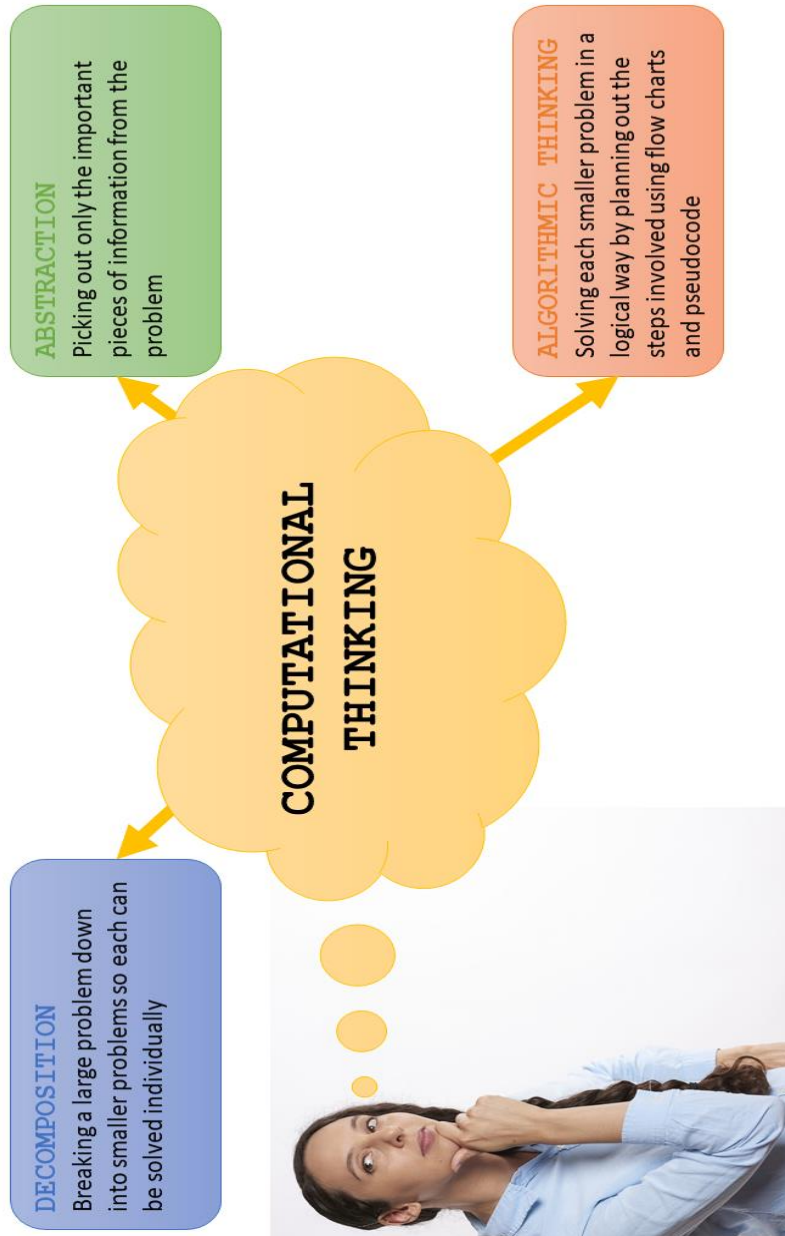 DECOMPOSITION
Breaking a large problem down
into smaller problems so each can
be solved individually
ABSTRACTION
Picking out only the important
pieces of information from the
problem
COMPUTATIONAL
THINKING
ALGORITHMIC THINKING
Solving each smaller problem in a
logical way by planning out the
steps involved using flow charts
and pseudocode